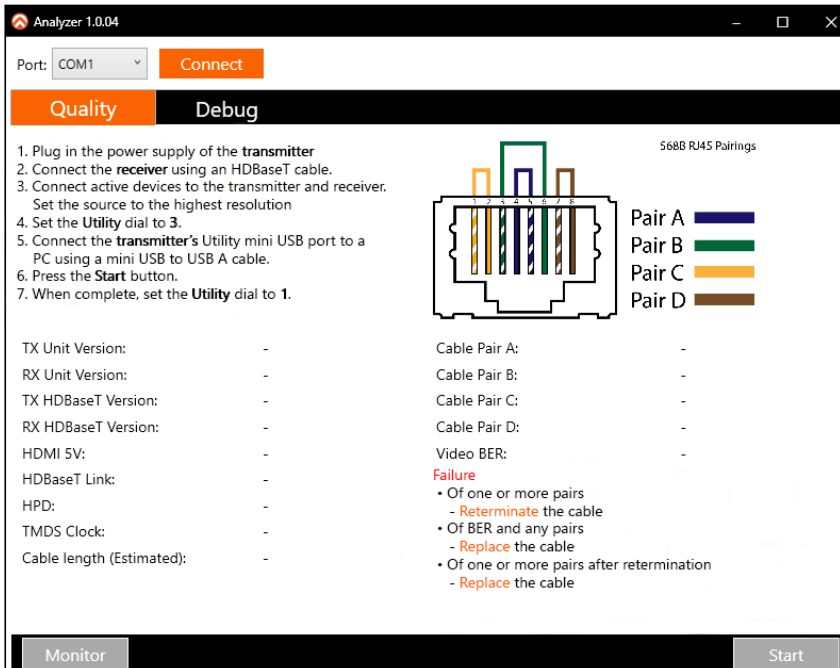 Analyzer 1.0.04
Port: COM1 Connect
Quality Debug
1. Plug in the power supply of the transmitter
2. Connect the receiver using an HDBaseT cable.
3. Connect active devices to the transmitter and receiver.
Set the source to the highest resolution
4. Set the Utility dial to 3.
5. Connect the transmitter's Utility mini USB port to a
PC using a mini USB to USB A cable.
6. Press the Start button.
7. When complete, set the Utility dial to 1.
568B RJ45 Pairings
1 2 3 4 5 6 7 8
Pair A
Pair B
Pair C
Pair D
TX Unit Version: -
RX Unit Version: -
TX HDBaseT Version: -
RX HDBaseT Version: -
HDMI 5V: -
HDBaseT Link: -
HPD: -
TMDS Clock: -
Cable length (Estimated): -
Cable Pair A: -
Cable Pair B: -
Cable Pair C: -
Cable Pair D: -
Video BER: -
Failure
• Of one or more pairs
- Reterminate the cable
• Of BER and any pairs
- Replace the cable
• Of one or more pairs after retermination
- Replace the cable
Monitor Start